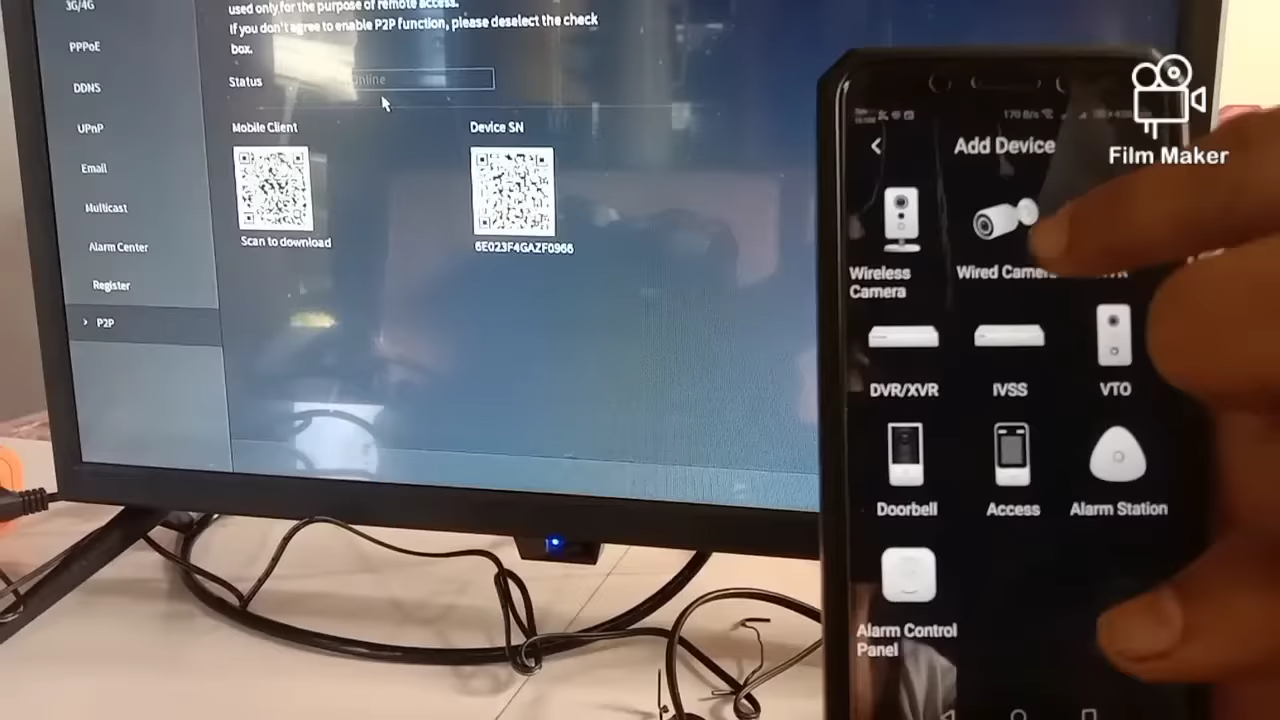 3G/4G
PPPoE
DDNS
UPnP
Email
Multicast
Alarm Center
Register
P2P
used only for the purpose of remote access.
If you don't agree to enable P2P function, please deselect the check
box.
Status
Online
Mobile Client
Device SN
Scan to download
6E023F4GAZF0966
170 B/s
Add Device
Film Maker
Wireless
Camera
Wired Camera
DVR/XVR
IVSS
VTO
Doorbell
Access
Alarm Station
Alarm Control
Panel